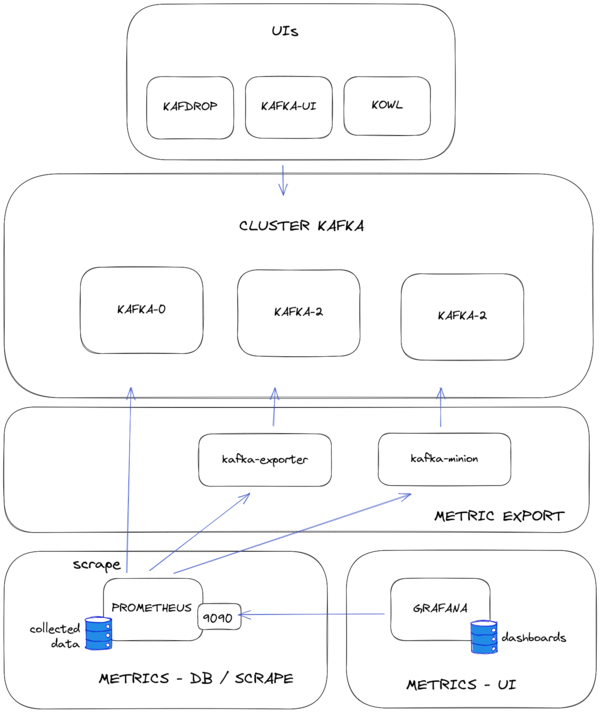 UIs
KAFDROP
KAFKA-UI
KOWL
CLUSTER KAFKA
KAFKA-0
KAFKA-2
KAFKA-2
kafka-exporter
kafka-minion
METRIC EXPORT
scrape
PROMETHEUS
9090
collected
data
METRICS - DB / SCRAPE
GRAFANA
dashboards
METRICS - UI